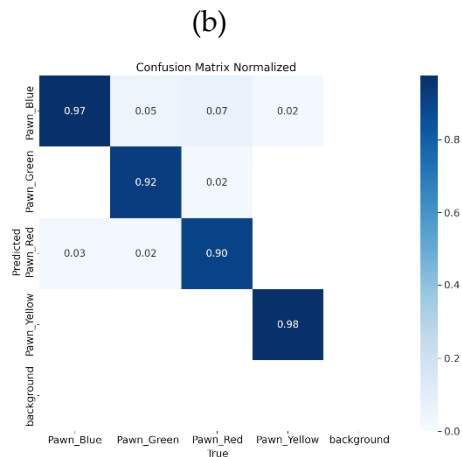 (b)
Confusion Matrix Normalized
Pawn_Blue
0.97 0.05 0.07 0.02
Pawn_Green
0.92 0.02
Pawn_Red
0.03 0.02 0.90
Pawn_Yellow
0.98
background
Predicted
Pawn_Blue Pawn_Green Pawn_Red Pawn_Yellow background
True
0.8
0.6
0.4
0.2
0.0